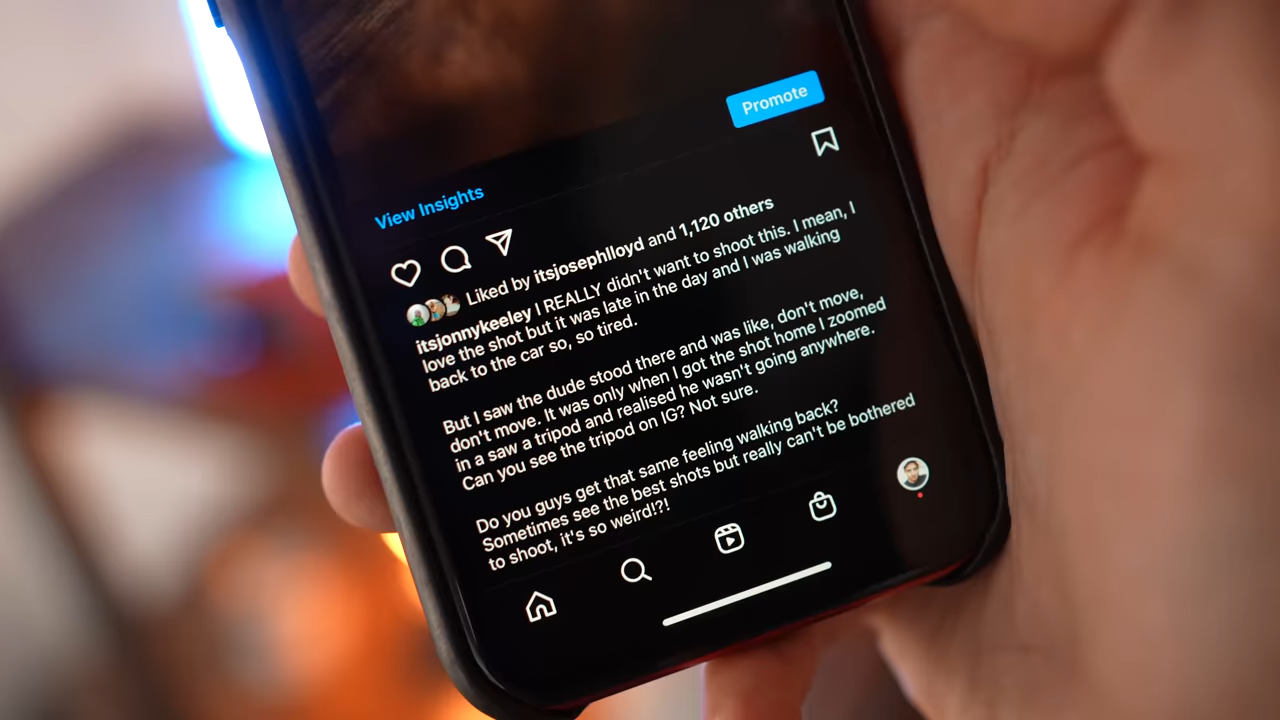 Promote
View Insights
Liked by itsjosephlloyd and 1,120 others
itsjonnykeeley I REALLY didn't want to shoot this. I mean, I
love the shot but it was late in the day and I was walking
back to the car so, so tired.
But I saw the dude stood there and was like, don't move,
don't move. It was only when I got the shot home I zoomed
in a saw a tripod and realised he wasn't going anywhere.
Can you see the tripod on IG? Not sure.
Do you guys get that same feeling walking back?
Sometimes see the best shots but really can't be bothered
to shoot, it's so weird!?!